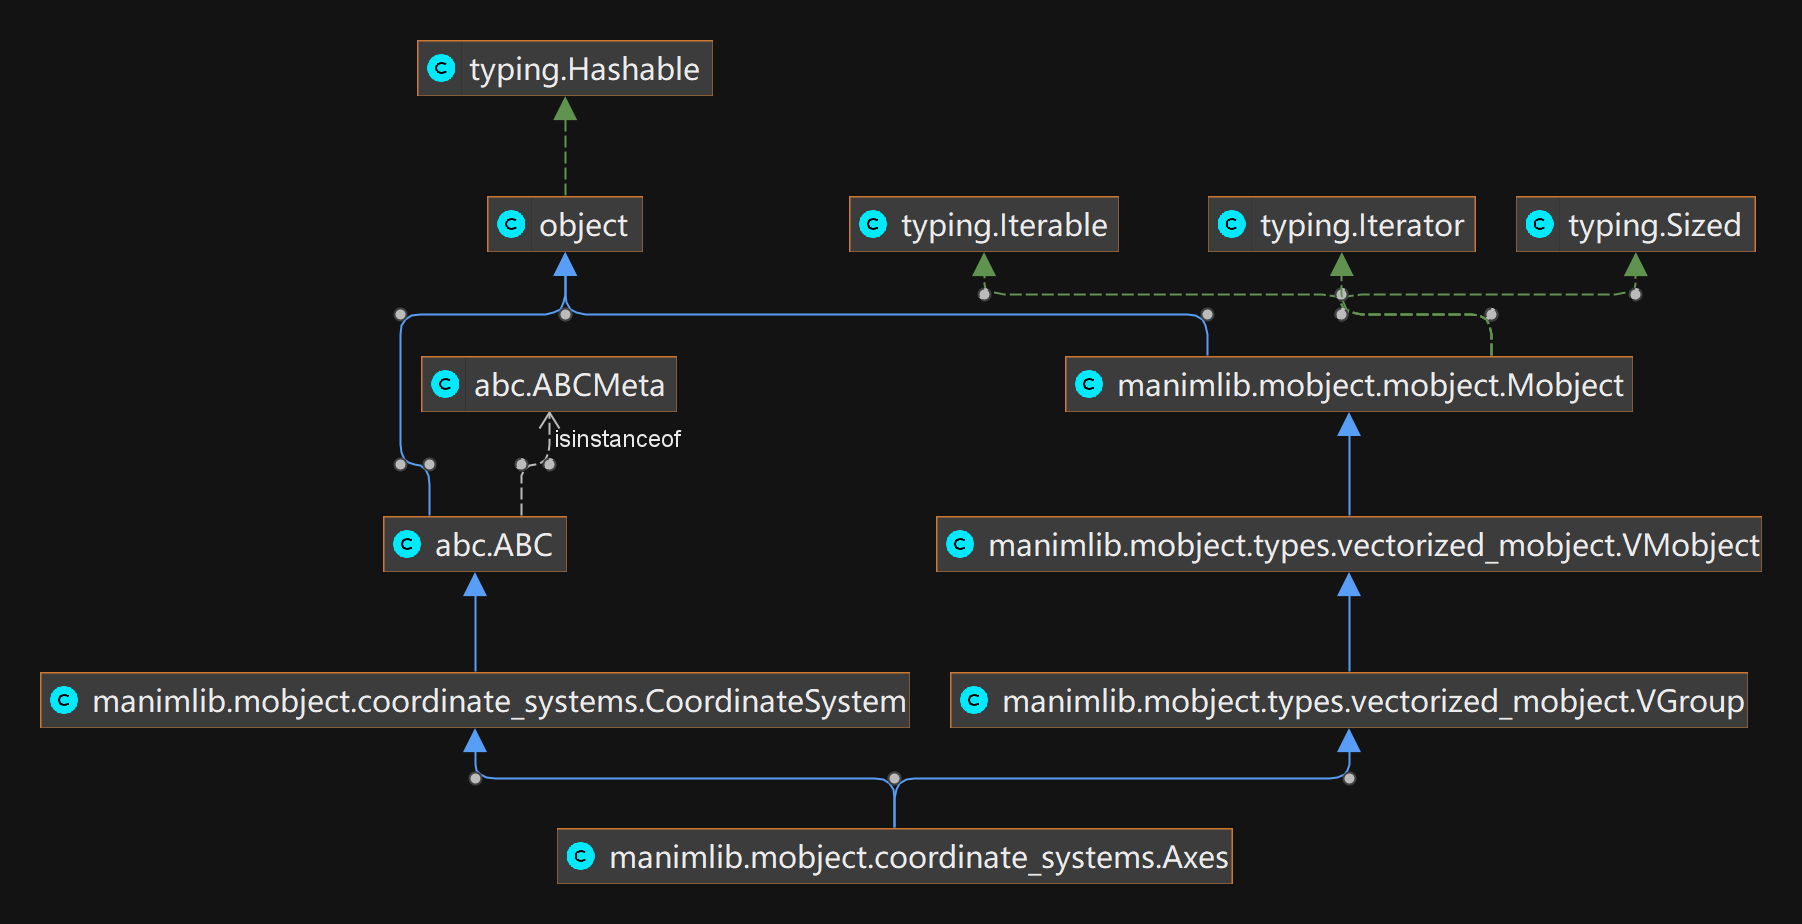 C typing.Hashable
C object
C typing.Iterable
C typing.Iterator
C typing.Sized
C abc.ABCMeta
C manimlib.mobject.mobject.Mobject
isinstanceof
C abc.ABC
C manimlib.mobject.types.vectorized_mobject.VMobject
C manimlib.mobject.coordinate_systems.CoordinateSystem
C manimlib.mobject.types.vectorized_mobject.VGroup
C manimlib.mobject.coordinate_systems.Axes